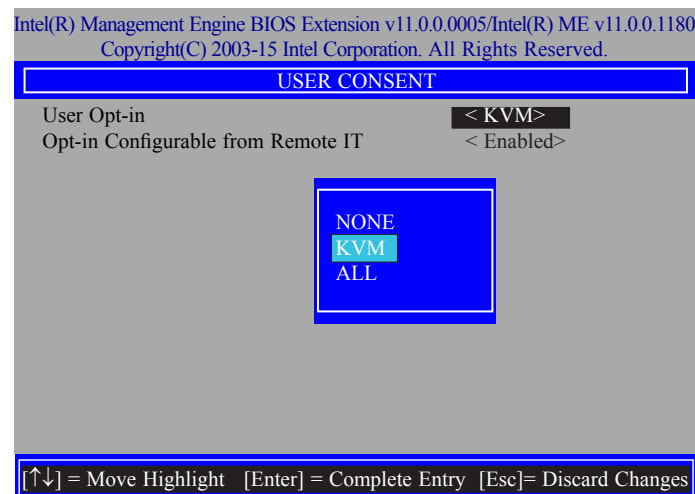 Intel(R) Management Engine BIOS Extension v11.0.0.0005/Intel(R) ME v11.0.0.1180
Copyright(C) 2003-15 Intel Corporation. All Rights Reserved.
USER CONSENT
User Opt-in < KVM>
Opt-in Configurable from Remote IT < Enabled>
NONE
KVM
ALL
[↑↓] = Move Highlight [Enter] = Complete Entry [Esc]= Discard Changes